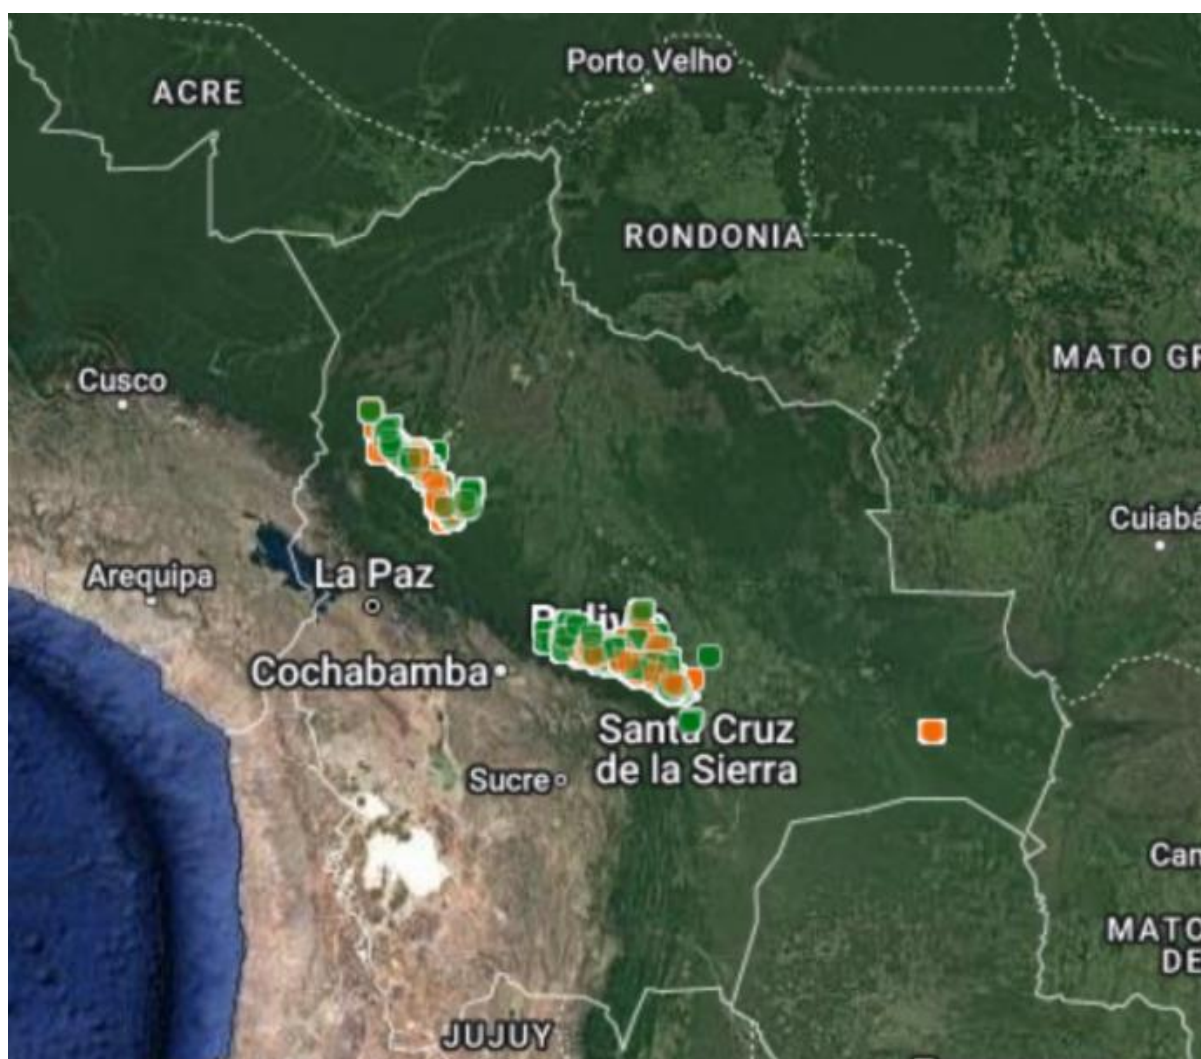 Porto Velho
ACRE
RONDONIA
MATO GR
Cusco
Cuiabá
Arequipa
La Paz
Cochabamba
Santa Cruz
de la Sierra
Sucre
Can
MATO
DE
JUJUY